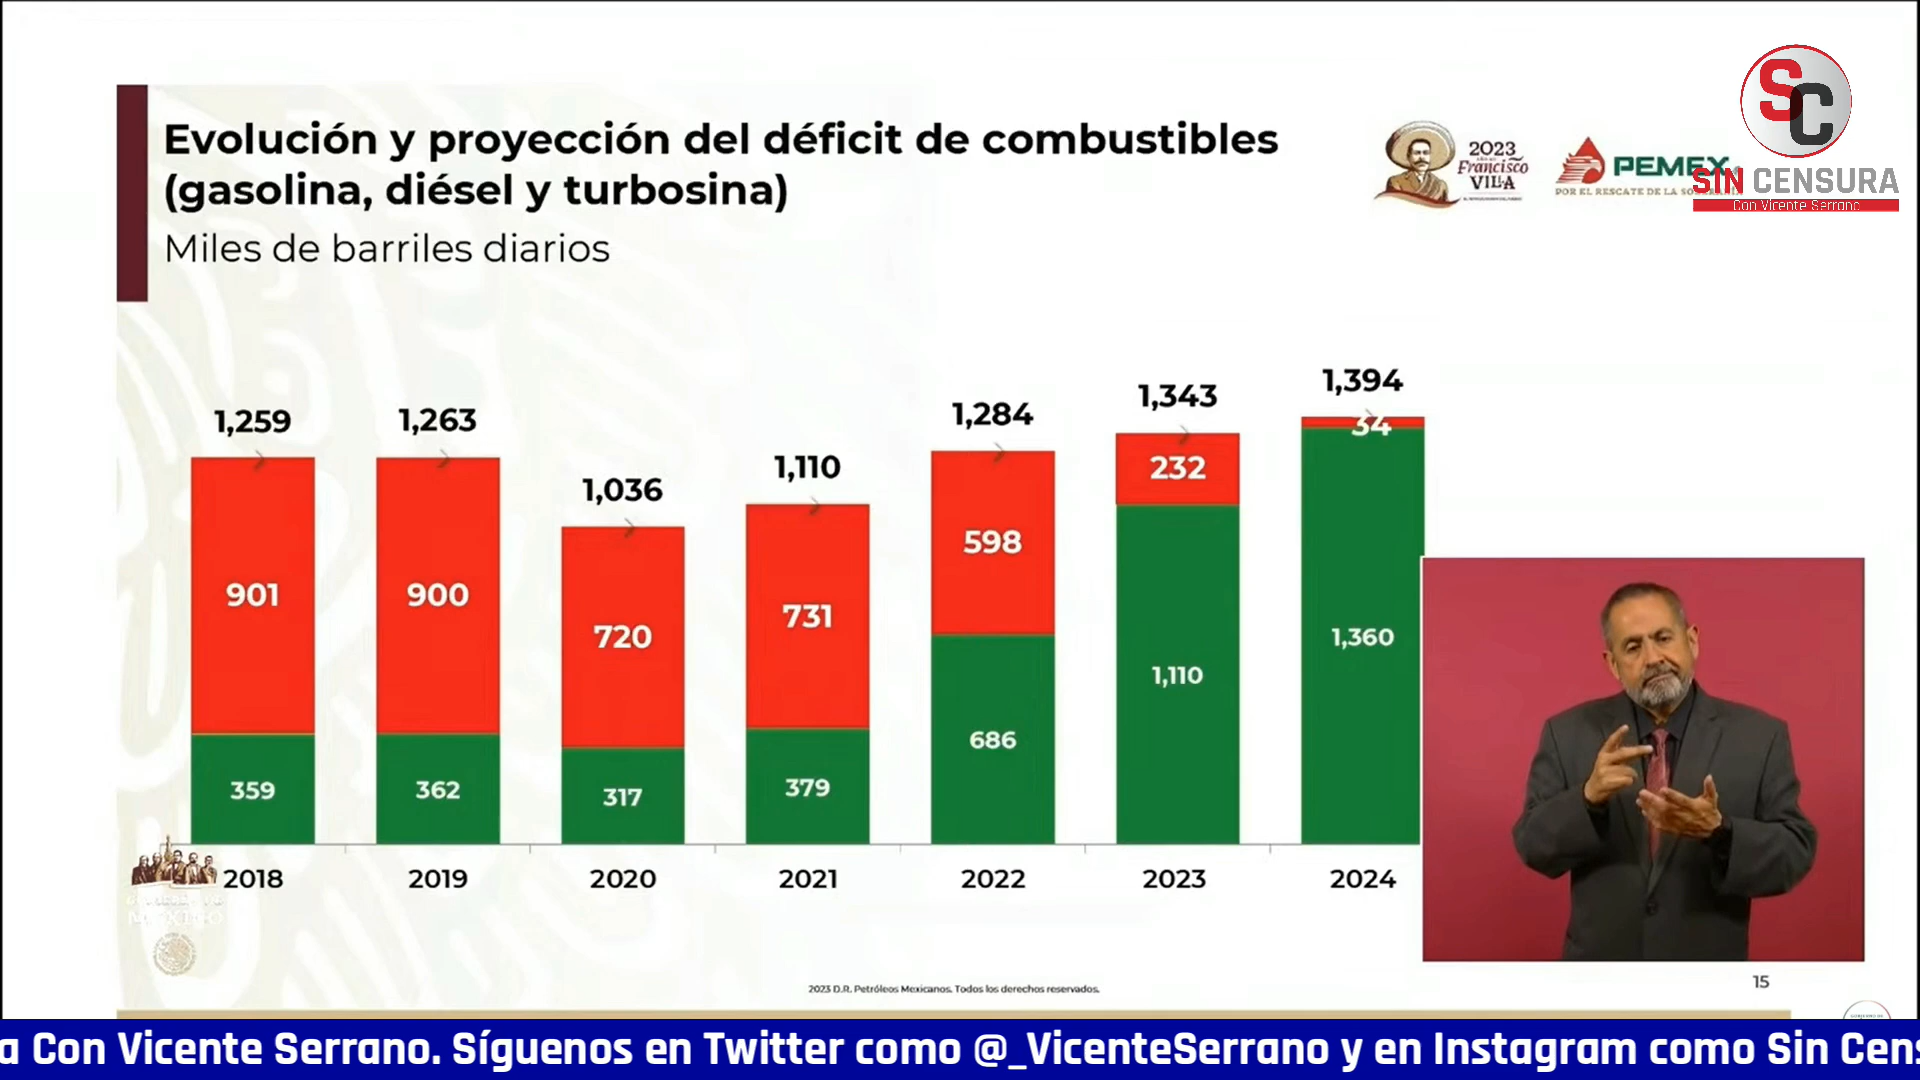 Evolución y proyección del déficit de combustibles
(gasolina, diésel y turbosina)
Miles de barriles diarios
2023
Francisco
VILLA
PEMEX
POR EL RESCATE DE LA
SC
SIN CENSURA
Con Vicente Serrano
1,259
1,263
1,036
1,110
1,284
1,343
1,394
901
900
720
731
598
232
34
359
362
317
379
686
1,110
1,360
2018
2019
2020
2021
2022
2023
2024
MÉXICO
2023 D.R. Petróleos Mexicanos. Todos los derechos reservados.
15
a Con Vicente Serrano. Síguenos en Twitter como @_VicenteSerrano y en Instagram como Sin Cens